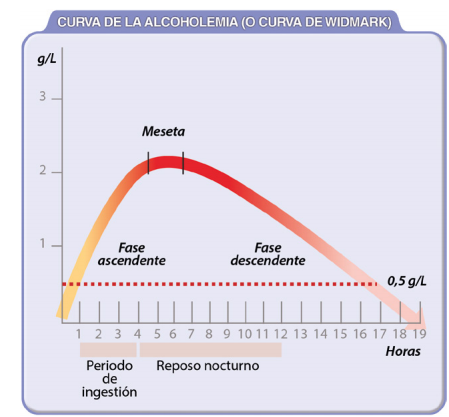 CURVA DE LA ALCOHOLEMIA (O CURVA DE WIDMARK)
g/L
3
Meseta
2
1
Fase
ascendente
Fase
descendente
0,5 g/L
1 2 3 4 5 6 7 8 9 10 11 12 13 14 15 16 17 18 19
Horas
Periodo
de
ingestión
Reposo nocturno